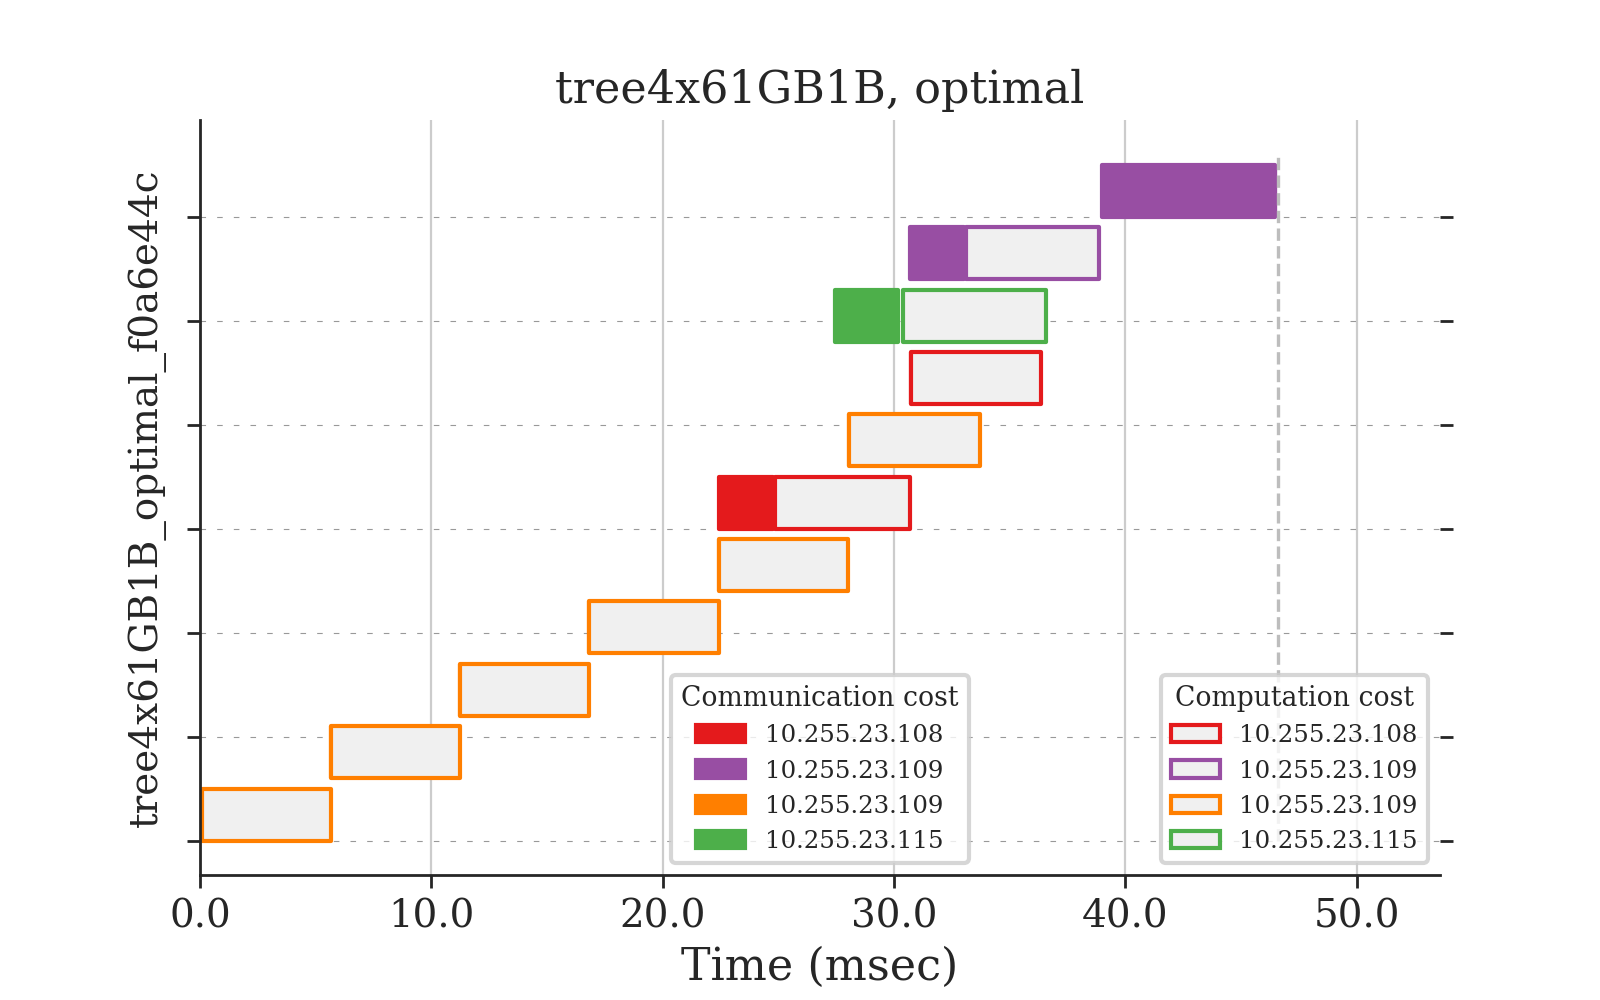 tree4x61GB1B, optimal
tree4x61GB1B_optimal_f0a6e44c
Communication cost
10.255.23.108
10.255.23.109
10.255.23.109
10.255.23.115
Computation cost
10.255.23.108
10.255.23.109
10.255.23.109
10.255.23.115
0.0 10.0 20.0 30.0 40.0 50.0
Time (msec)